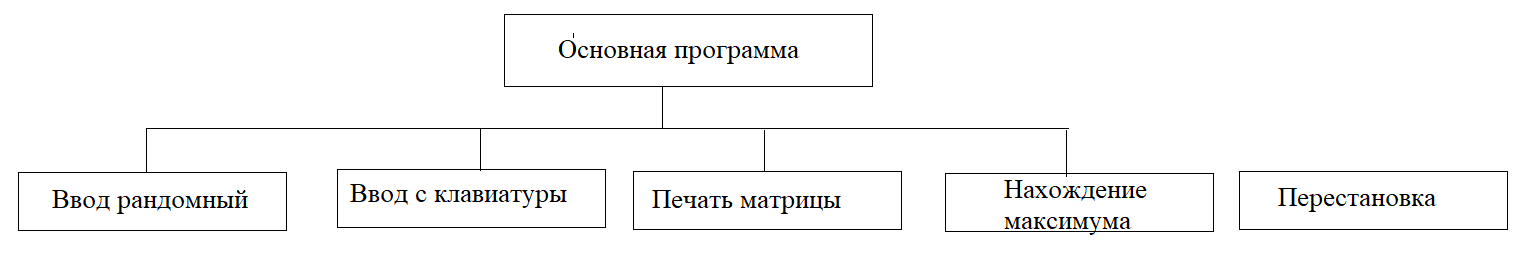 Основная программа
Ввод рандомный
Ввод с клавиатуры
Печать матрицы
Нахождение
максимума
Перестановка